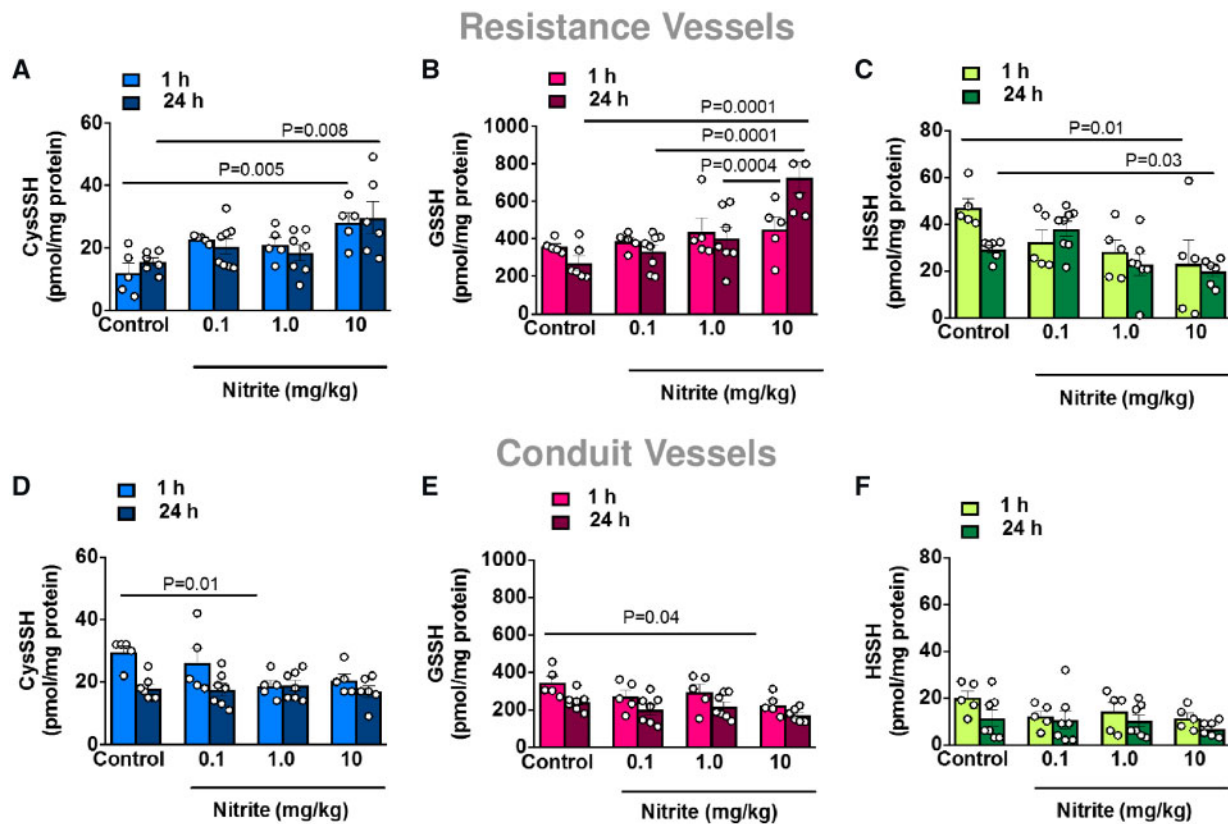 Resistance Vessels
A
1 h
24 h
CysSSH
(pmol/mg protein)
60
40
20
0
P=0.008
P=0.005
Control
0.1
1.0
10
Nitrite (mg/kg)
B
1 h
24 h
GSSH
(pmol/mg protein)
1000
800
600
400
200
0
P=0.0001
P=0.0001
P=0.0004
Control
0.1
1.0
10
Nitrite (mg/kg)
C
1 h
24 h
HSSH
(pmol/mg protein)
80
60
40
20
0
P=0.01
P=0.03
Control
0.1
1.0
10
Nitrite (mg/kg)
Conduit Vessels
D
1 h
24 h
CysSSH
(pmol/mg protein)
60
40
20
0
P=0.01
Control
0.1
1.0
10
Nitrite (mg/kg)
E
1 h
24 h
GSSH
(pmol/mg protein)
1000
800
600
400
200
0
P=0.04
Control
0.1
1.0
10
Nitrite (mg/kg)
F
1 h
24 h
HSSH
(pmol/mg protein)
80
60
40
20
0
Control
0.1
1.0
10
Nitrite (mg/kg)